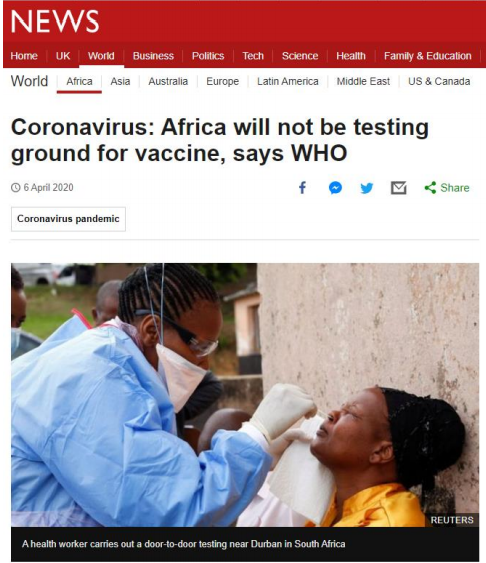 NEWS
Home UK World Business Politics Tech Science Health Family & Education
World Africa Asia Australia Europe Latin America Middle East US & Canada
Coronavirus: Africa will not be testing
ground for vaccine, says WHO
6 April 2020 Share
Coronavirus pandemic
REUTERS
A health worker carries out a door-to-door testing near Durban in South Africa